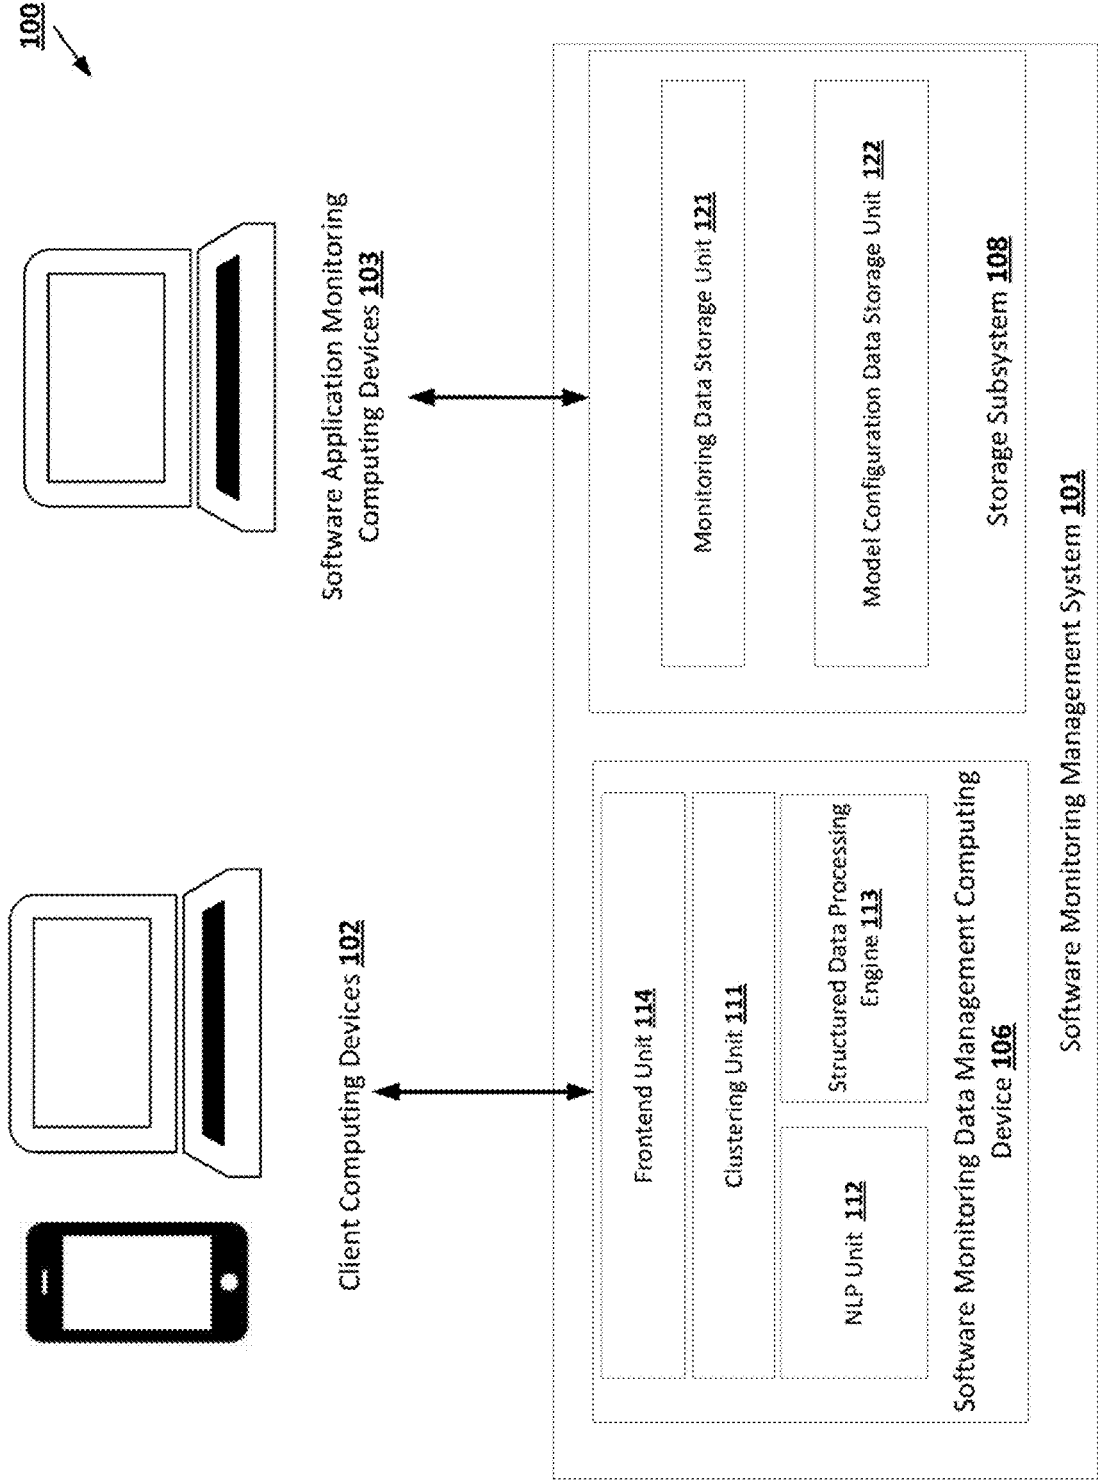 100
Client Computing Devices 102
Software Application Monitoring
Computing Devices 103
Frontend Unit 114
Clustering Unit 111
NLP Unit 112
Structured Data Processing
Engine 113
Software Monitoring Data Management Computing
Device 106
Monitoring Data Storage Unit 121
Model Configuration Data Storage Unit 122
Storage Subsystem 108
Software Monitoring Management System 101